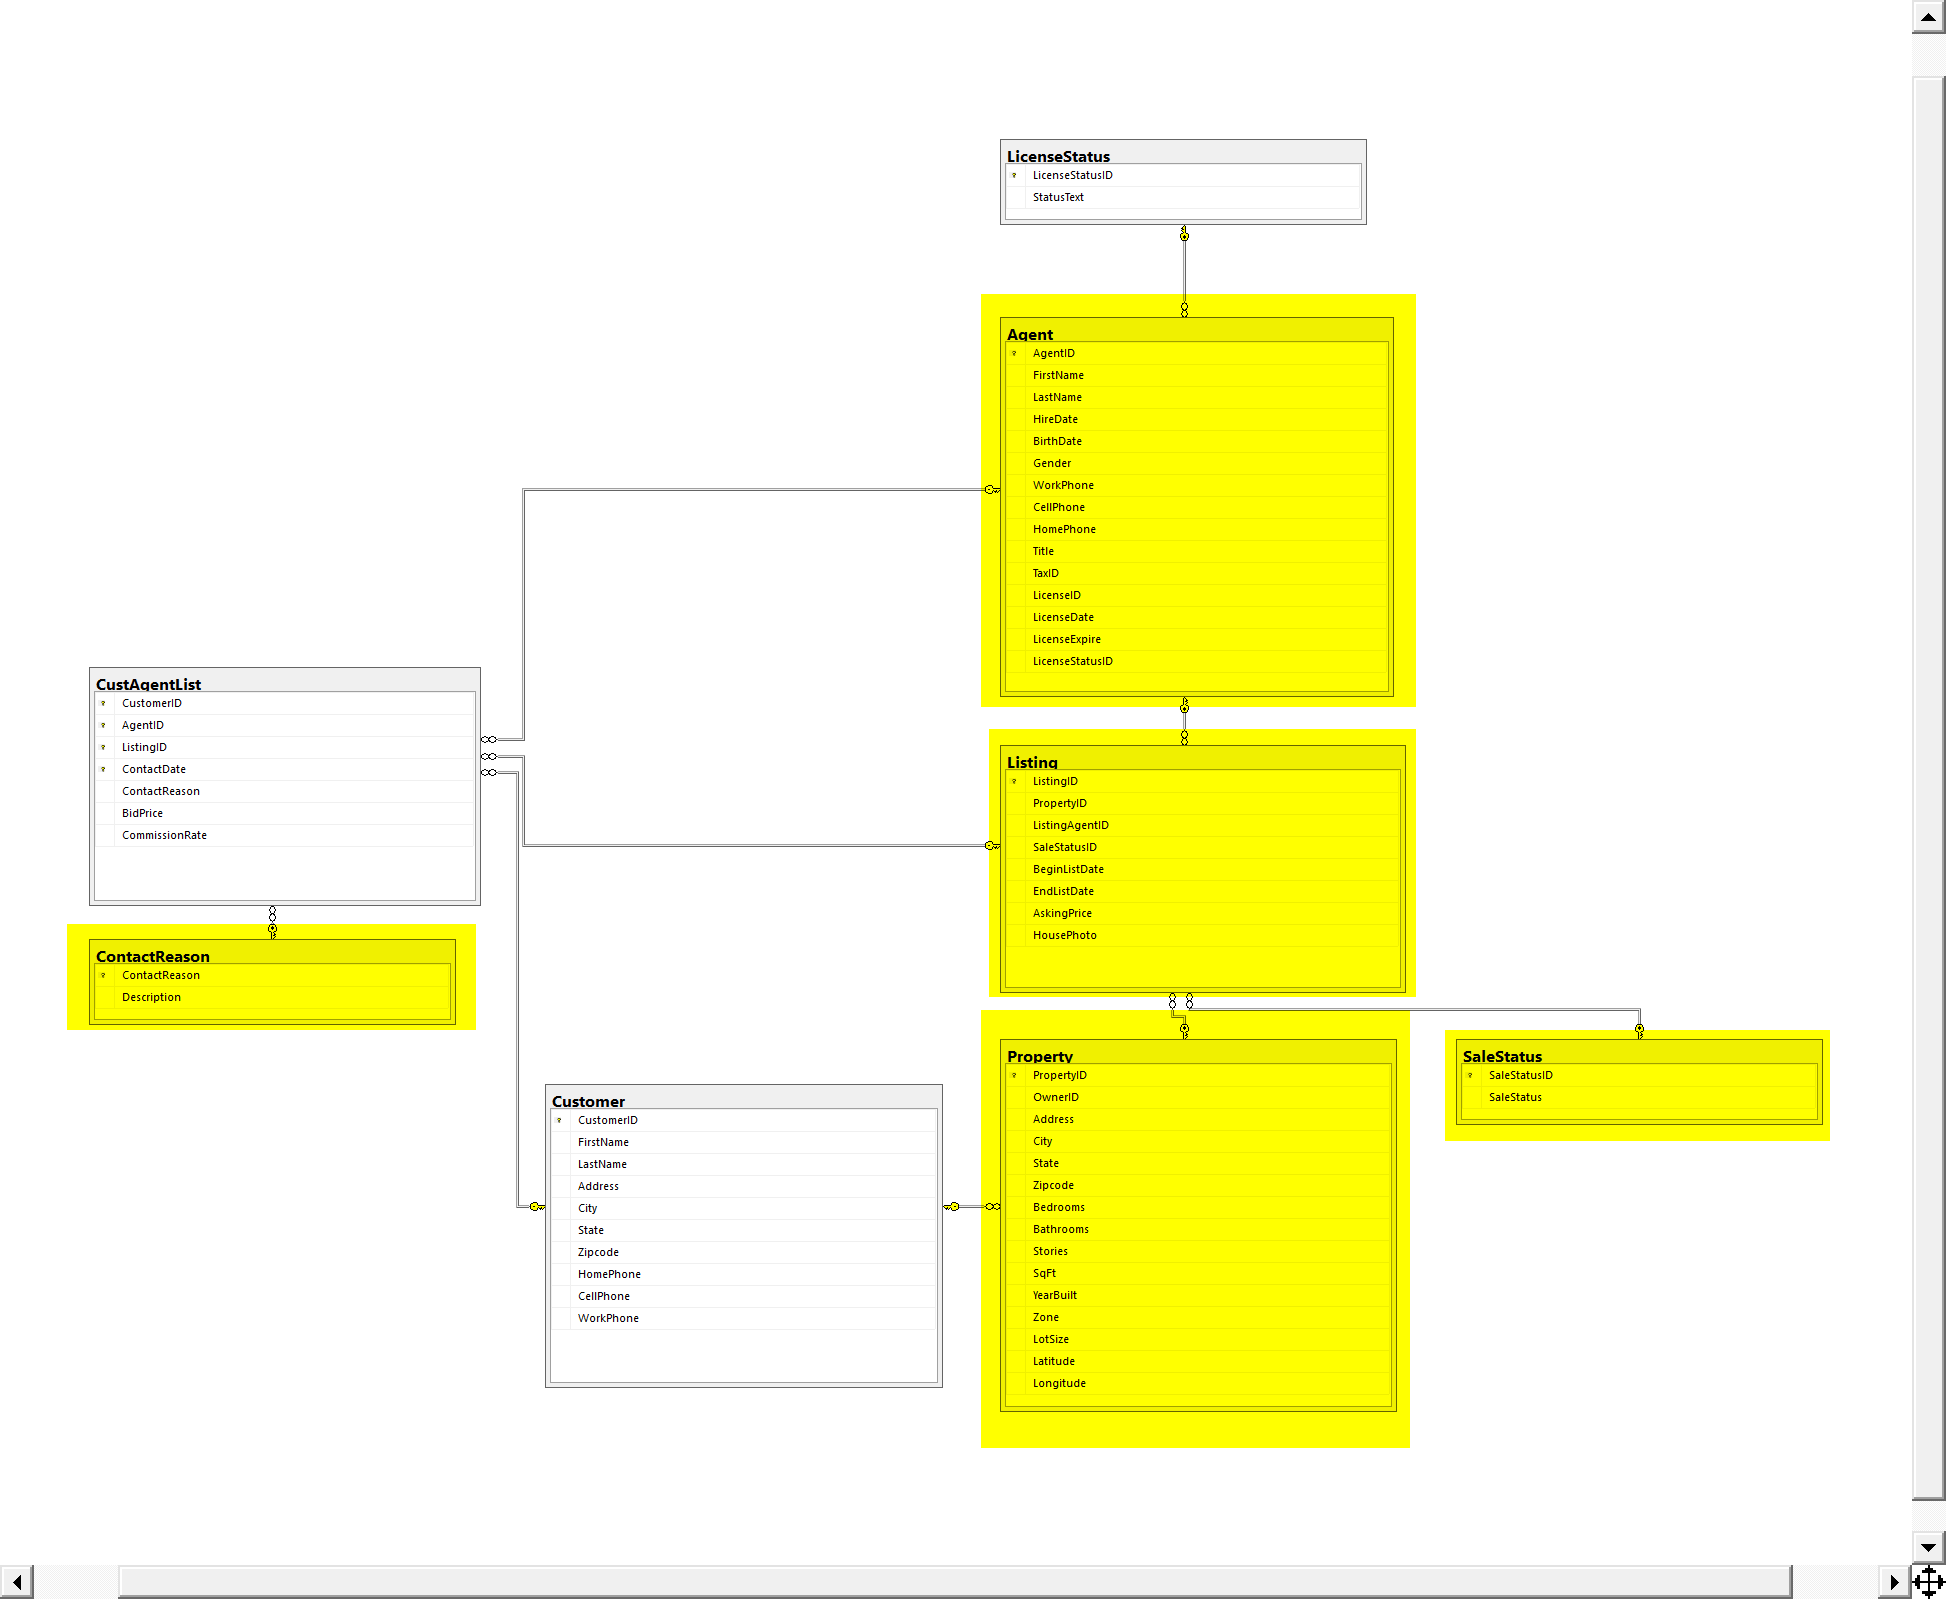 LicenseStatus
LicenseStatusID
StatusText
Agent
AgentID
FirstName
LastName
HireDate
BirthDate
Gender
WorkPhone
CellPhone
HomePhone
Title
TaxID
LicenseID
LicenseDate
LicenseExpire
LicenseStatusID
CustAgentList
CustomerID
AgentID
ListingID
ContactDate
ContactReason
BidPrice
CommissionRate
Listing
ListingID
PropertyID
ListingAgentID
SaleStatusID
BeginListDate
EndListDate
AskingPrice
HousePhoto
ContactReason
ContactReason
Description
Customer
CustomerID
FirstName
LastName
Address
City
State
Zipcode
HomePhone
CellPhone
WorkPhone
Property
PropertyID
OwnerID
Address
City
State
Zipcode
Bedrooms
Bathrooms
Stories
SqFt
YearBuilt
Zone
LotSize
Latitude
Longitude
SaleStatus
SaleStatusID
SaleStatus